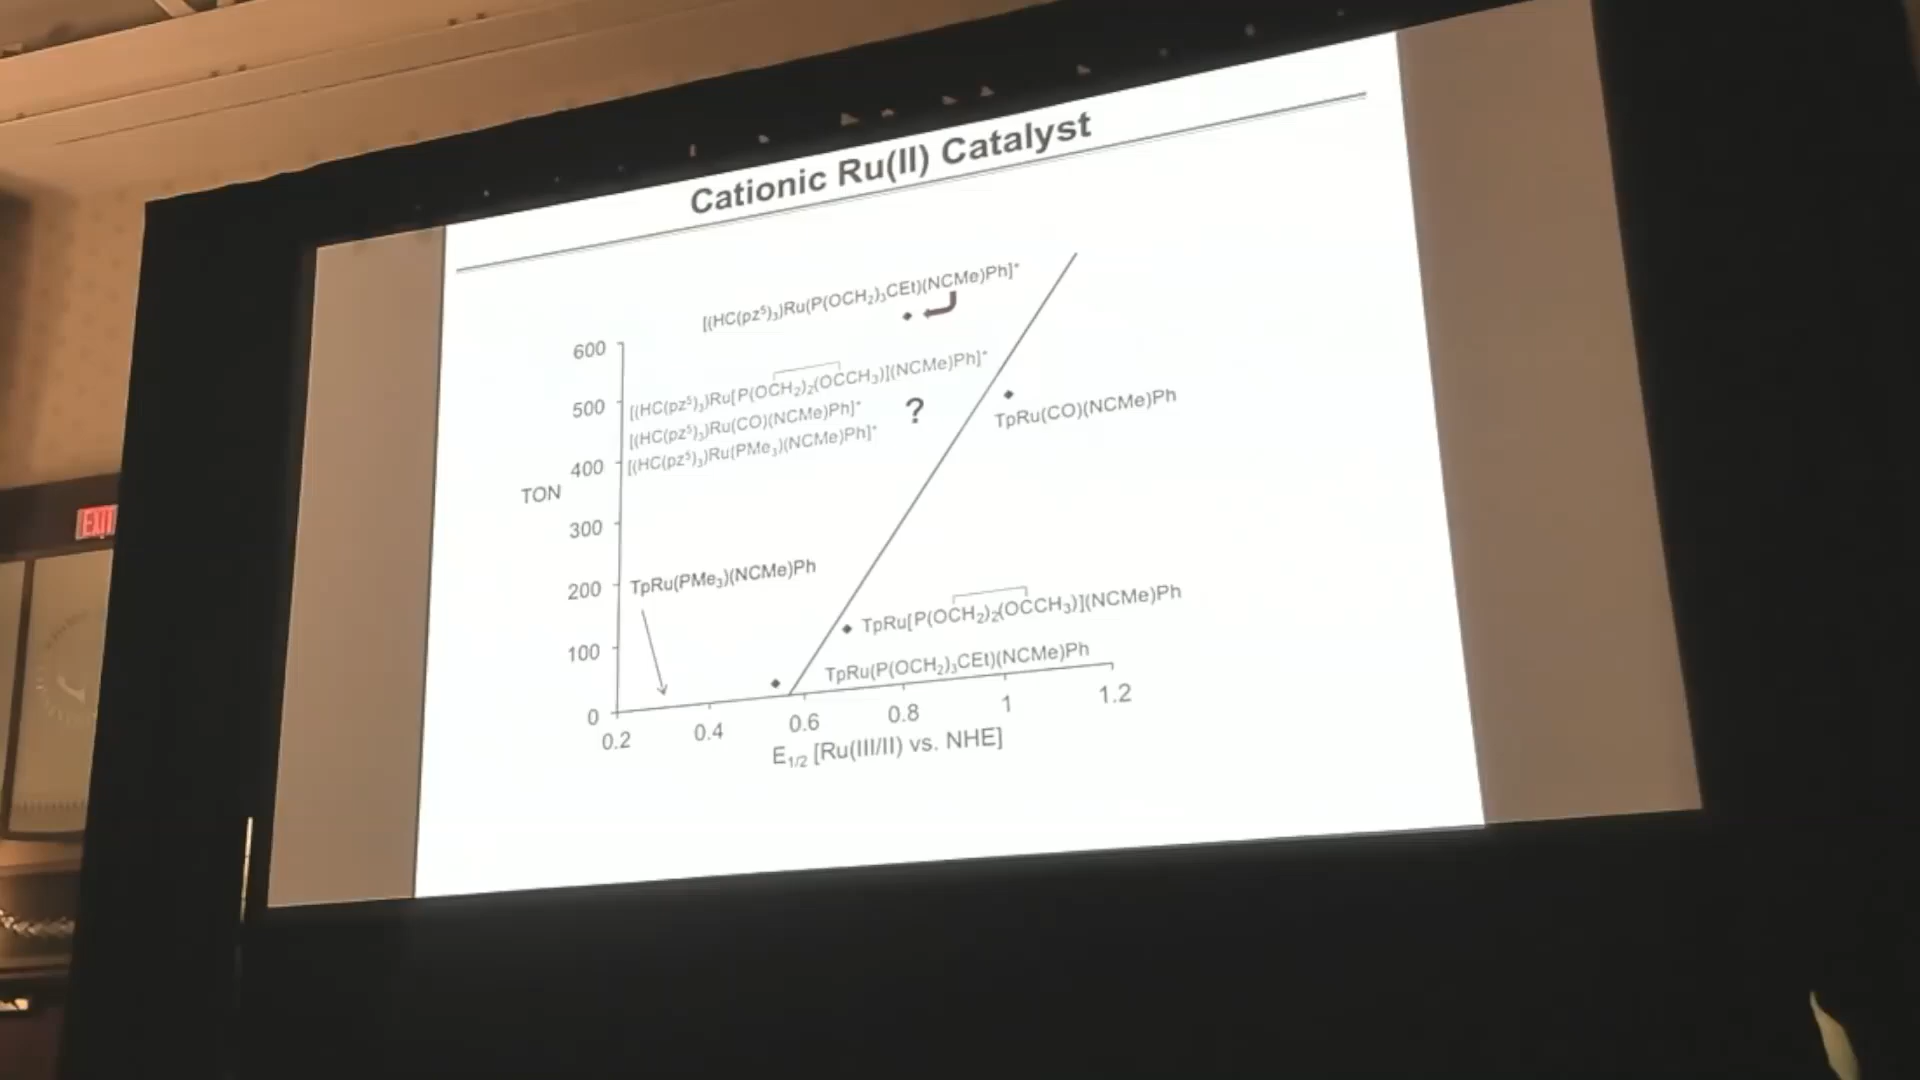 Cationic Ru(II) Catalyst
[(HC(pz⁵)₃)Ru(P(OCH₂)₃CEt)(NCMe)Ph]⁺
600
[(HC(pz⁵)₃)Ru[P(OCH₂)₂(OCCH₃)](NCMe)Ph]⁺
500
[(HC(pz⁵)₃)Ru(CO)(NCMe)Ph]⁺
?
TpRu(CO)(NCMe)Ph
[(HC(pz⁵)₃)Ru(PMe₃)(NCMe)Ph]⁺
400
TON
EXIT
300
TpRu(PMe₃)(NCMe)Ph
200
TpRu[P(OCH₂)₂(OCCH₃)](NCMe)Ph
100
TpRu(P(OCH₂)₃CEt)(NCMe)Ph
0
0.2 0.4 0.6 0.8 1 1.2
E₁/₂ [Ru(III/II) vs. NHE]